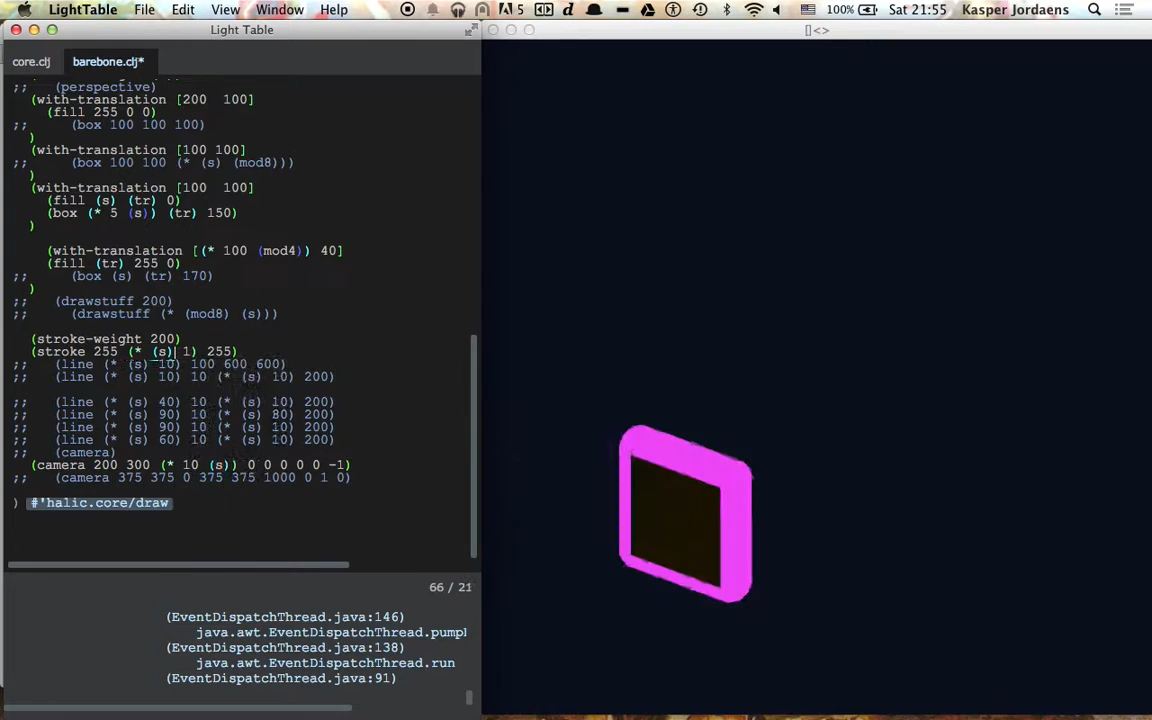 LightTable File Edit View Window Help 5 d 100% Sat 21:55 Kasper Jordaens
Light Table
[]<>
core.clj barebone.clj*
;; (perspective)
(with-translation [200 100]
(fill 255 0 0)
;; (box 100 100 100)
)
(with-translation [100 100]
;; (box 100 100 (* (s) (mod8)))
)
(with-translation [100 100]
(fill (s) (tr) 0)
(box (* 5 (s)) (tr) 150)
)
(with-translation [(* 100 (mod4)) 40]
(fill (tr) 255 0)
;; (box (s) (tr) 170)
)
;; (drawstuff 200)
;; (drawstuff (* (mod8) (s)))
(stroke-weight 200)
(stroke 255 (* (s) 1) 255)
;; (line (* (s) 10) 100 600 600)
;; (line (* (s) 10) 10 (* (s) 10) 200)
;; (line (* (s) 40) 10 (* (s) 10) 200)
;; (line (* (s) 90) 10 (* (s) 80) 200)
;; (line (* (s) 90) 10 (* (s) 10) 200)
;; (line (* (s) 60) 10 (* (s) 10) 200)
;; (camera)
(camera 200 300 (* 10 (s)) 0 0 0 0 0 -1)
;; (camera 375 375 0 375 375 1000 0 1 0)
) #'halic.core/draw
66 / 21
(EventDispatchThread.java:146)
java.awt.EventDispatchThread.pump
(EventDispatchThread.java:138)
java.awt.EventDispatchThread.run
(EventDispatchThread.java:91)